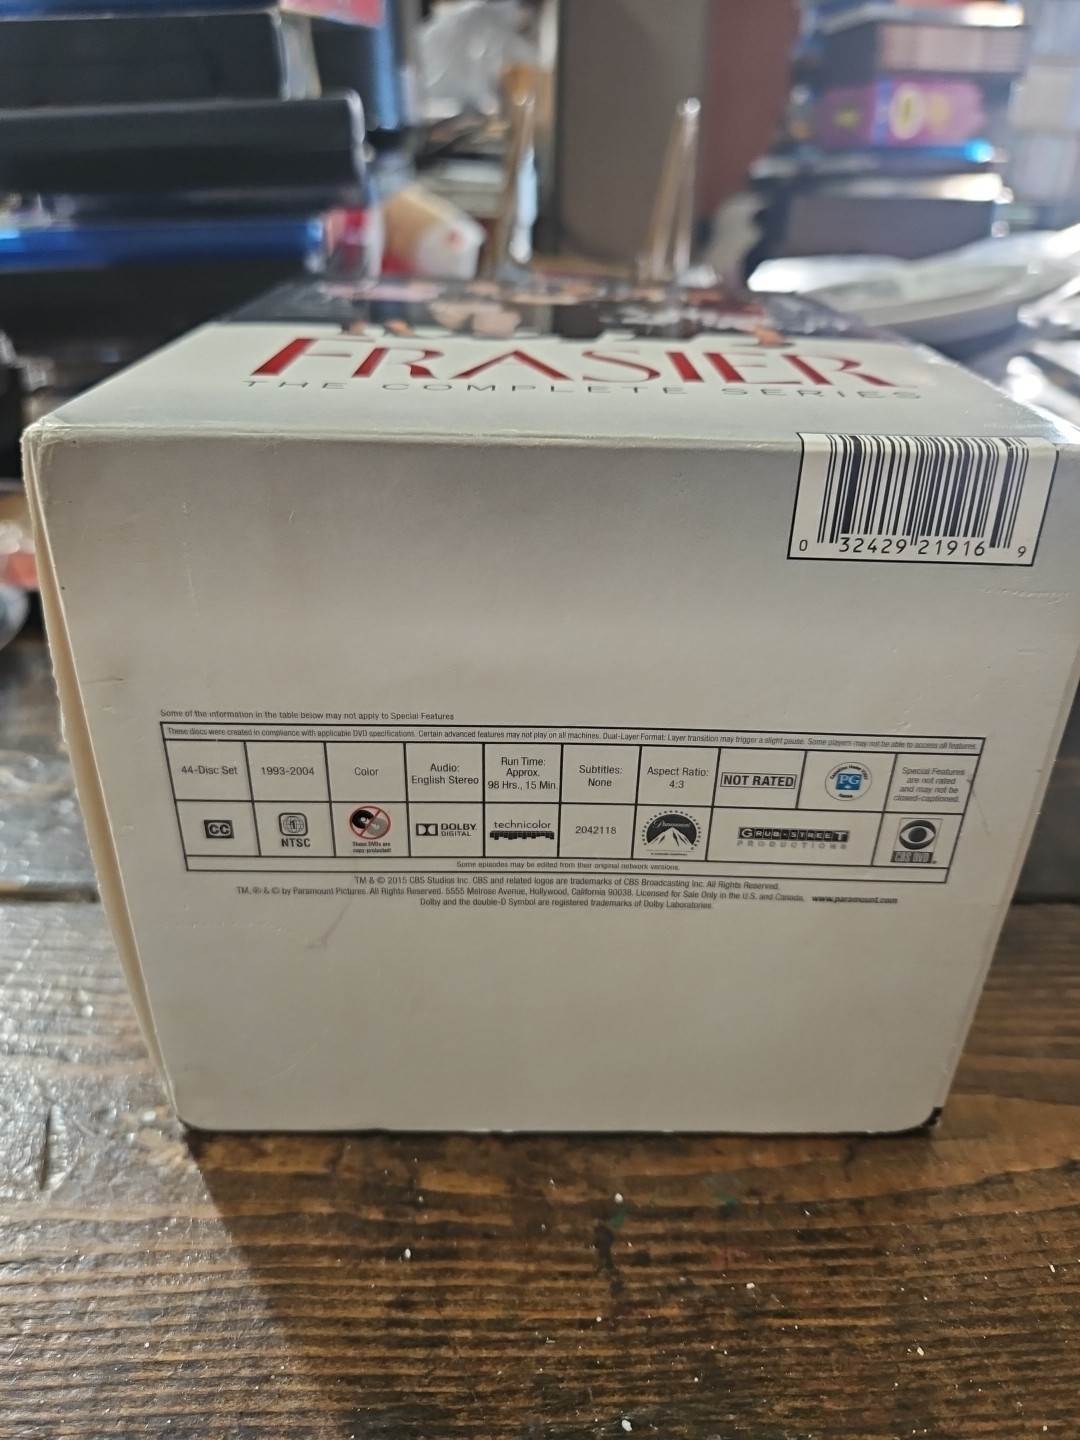 FRASIER
THE COMPLETE SERIES
0 32429 21916 9
Some of the information in the table below may not apply to Special Features
These discs were created in compliance with applicable DVD specifications. Certain advanced features may not play on all machines. Dual-Layer Format: Layer transition may trigger a slight pause. Some players may not be able to access all features.
44-Disc Set
1993-2004
Color
Audio:
English Stereo
Run Time:
Approx.
98 Hrs., 15 Min.
Subtitles:
None
Aspect Ratio:
4:3
NOT RATED
PG
Special Features
are not rated
and may not be
closed-captioned.
CC
NTSC
These DVDs are
copy-protected!
DOLBY
DIGITAL
technicolor
2042118
Paramount
GRUB-STREET
PRODUCTIONS
CBS DVD
Some episodes may be edited from their original network versions.
TM & © 2015 CBS Studios Inc. CBS and related logos are trademarks of CBS Broadcasting Inc. All Rights Reserved.
TM, ® & © by Paramount Pictures. All Rights Reserved. 5555 Melrose Avenue, Hollywood, California 90038. Licensed for Sale Only in the U.S. and Canada. www.paramount.com
Dolby and the double-D Symbol are registered trademarks of Dolby Laboratories.